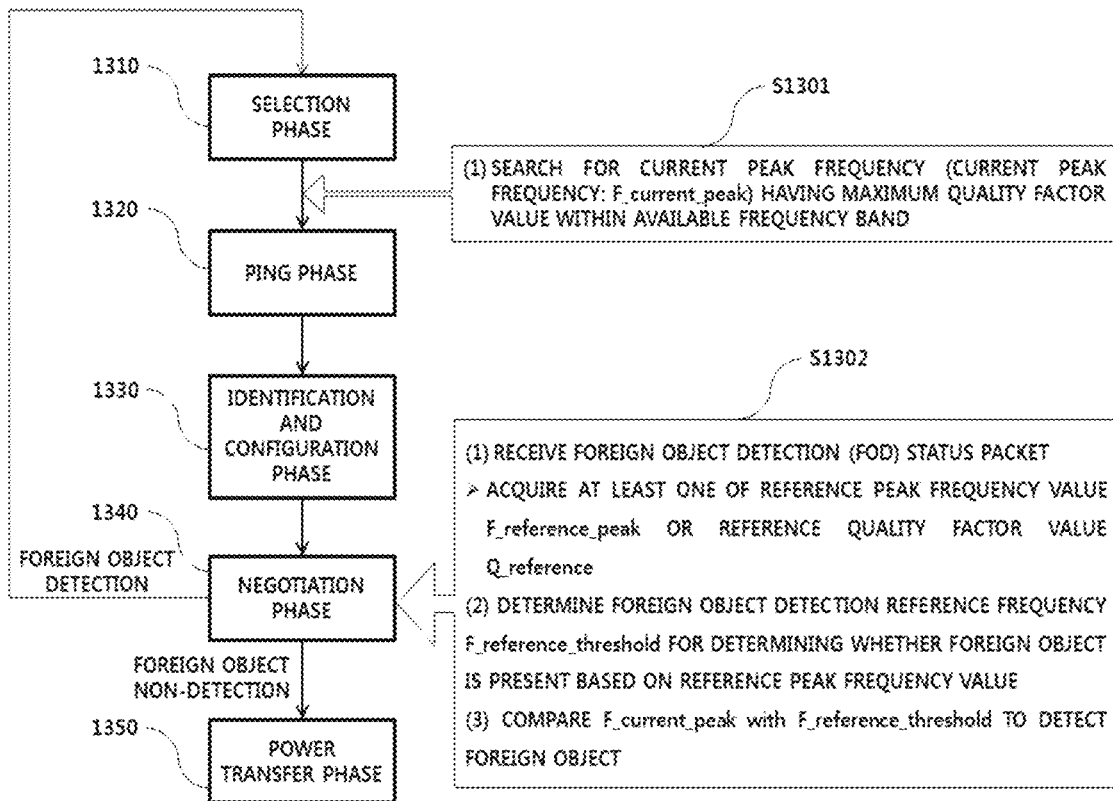 1310
SELECTION
PHASE
S1301
(1) SEARCH FOR CURRENT PEAK FREQUENCY (CURRENT PEAK
FREQUENCY: F_current_peak) HAVING MAXIMUM QUALITY FACTOR
VALUE WITHIN AVAILABLE FREQUENCY BAND
1320
PING PHASE
1330
IDENTIFICATION
AND
CONFIGURATION
PHASE
S1302
(1) RECEIVE FOREIGN OBJECT DETECTION (FOD) STATUS PACKET
➢ ACQUIRE AT LEAST ONE OF REFERENCE PEAK FREQUENCY VALUE
F_reference_peak OR REFERENCE QUALITY FACTOR VALUE
Q_reference
(2) DETERMINE FOREIGN OBJECT DETECTION REFERENCE FREQUENCY
F_reference_threshold FOR DETERMINING WHETHER FOREIGN OBJECT
IS PRESENT BASED ON REFERENCE PEAK FREQUENCY VALUE
(3) COMPARE F_current_peak with F_reference_threshold TO DETECT
FOREIGN OBJECT
1340
FOREIGN OBJECT
DETECTION
NEGOTIATION
PHASE
FOREIGN OBJECT
NON-DETECTION
1350
POWER
TRANSFER PHASE